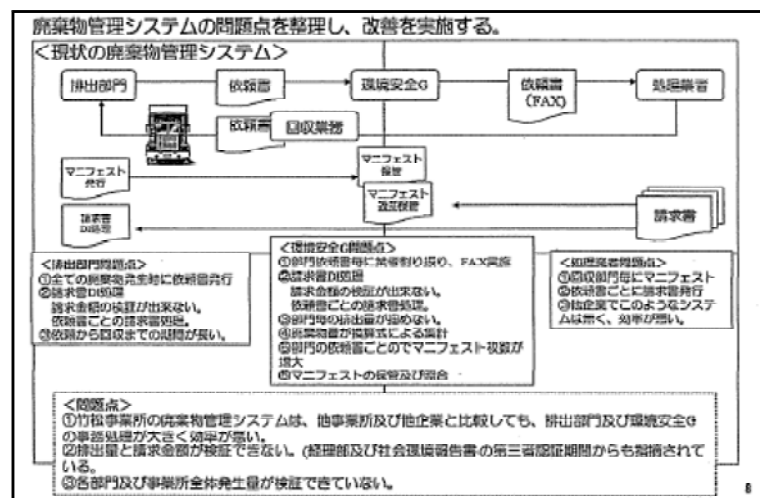 廃棄物管理システムの問題点を整理し、改善を実施する。
＜現状の廃棄物管理システム＞
排出部門
依頼書
環境安全G
依頼書
（FAX）
処理業者
依頼書
回収業務
マニフェスト
発行
マニフェスト
保管
マニフェスト
請求書
DI処理
請求書
＜排出部門問題点＞
①全ての廃棄物発生時に依頼書発行
②請求書DI処理
請求金額の検証が出来ない。
依頼書ごとの請求書処理。
③依頼から回収までの期間が長い。
＜環境安全G問題点＞
①部門依頼書毎に業者割り振り、FAX実施
②請求書DI処理
請求金額の検証が出来ない。
依頼書ごとの請求書処理。
③部門毎の排出量が掴めない。
④廃棄物量が換算式による集計
⑤部門の依頼書ごとのでマニフェスト枚数が
増大
⑥マニフェストの保管及び照合
＜処理業者問題点＞
①回収部門毎にマニフェスト
②依頼書ごとに請求書発行
③他企業でこのようなシステ
ムは無く、効率が悪い。
＜問題点＞
①竹松事業所の廃棄物管理システムは、他事業所及び他企業と比較しても、排出部門及び環境安全G
の事務処理が大きく効率が悪い。
②排出量と請求金額が検証できない。(経理部及び社会環境報告書の第三者認証期間からも指摘されて
いる。
③各部門及び事業所全体発生量が検証できていない。
8